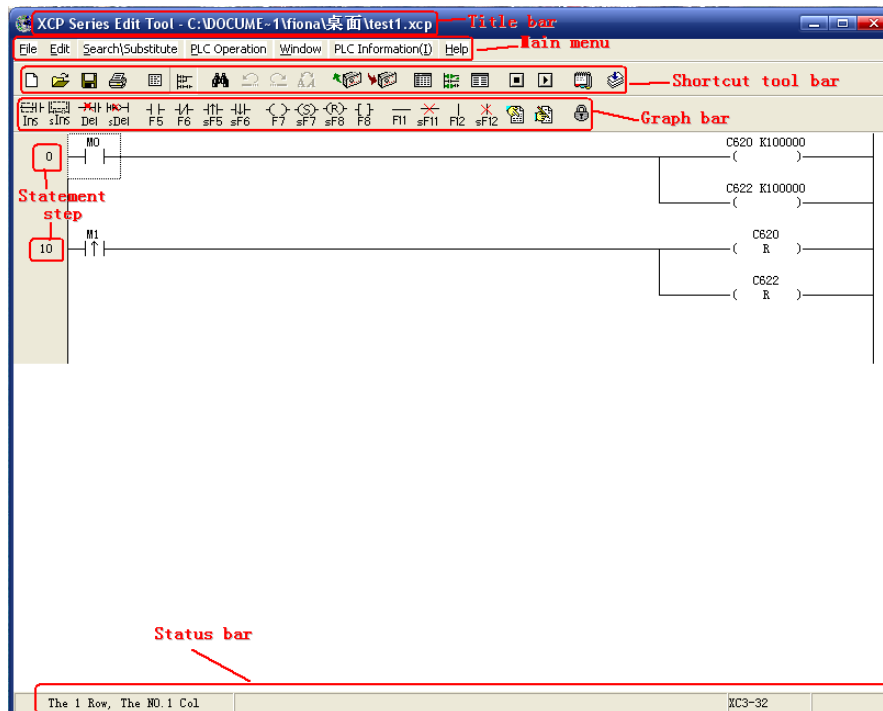 XCP Series Edit Tool - C:\DOCUME~1\fiona\桌面\test1.xcp
Title bar
File Edit Search\Substitute PLC Operation Window PLC Information(I) Help
Main menu
Shortcut tool bar
Ins sIns Del sDel F5 F6 sF5 sF6 F7 sF7 sF8 F8 F11 sF11 F12 sF12
Graph bar
M0
C620 K100000
0
( )
Statement
step
C622 K100000
( )
M1
C620
10
( R )
C622
( R )
Status bar
The 1 Row, The NO.1 Col
XC3-32